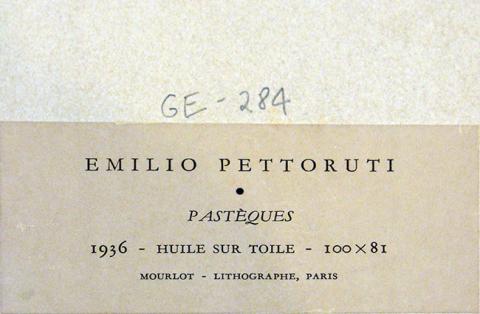 GE-284
EMILIO PETTORUTI
•
PASTÈQUES
1936 - HUILE SUR TOILE - 100×81
MOURLOT - LITHOGRAPHE, PARIS